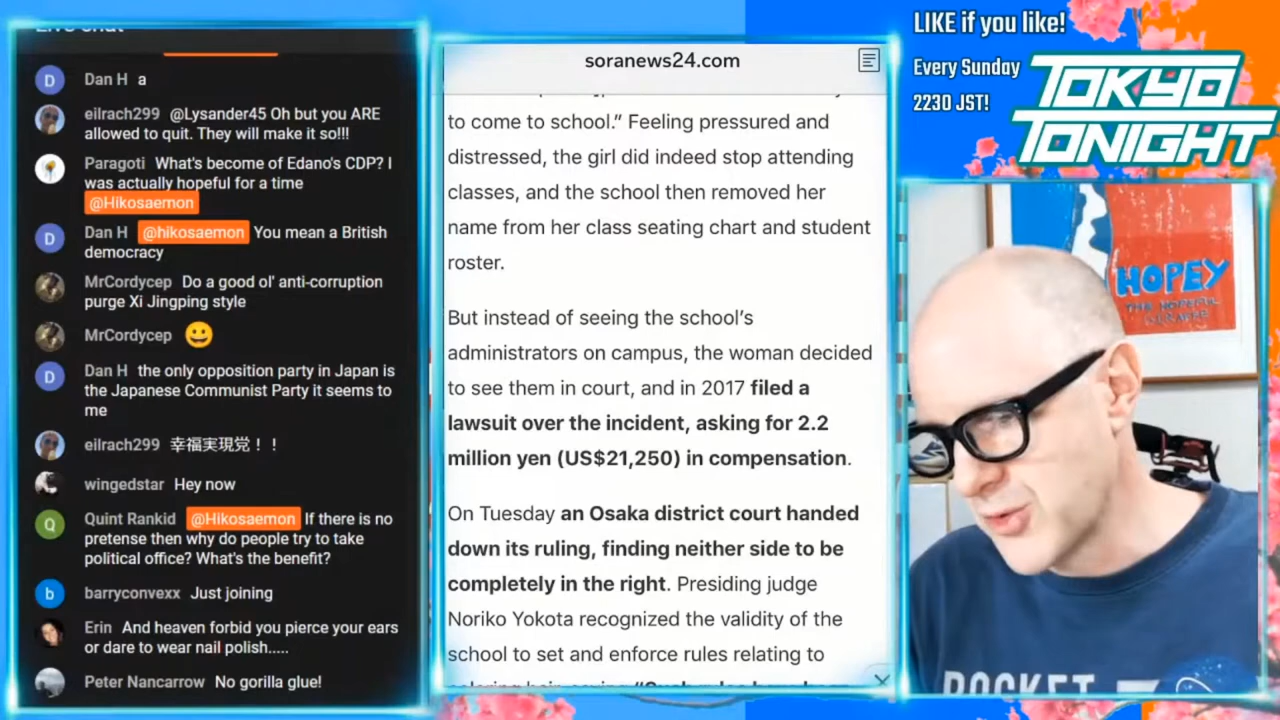 Dan H a
eilrach299 @Lysander45 Oh but you ARE
allowed to quit. They will make it so!!!
Paragoti What's become of Edano's CDP? I
was actually hopeful for a time
@Hikosaemon
Dan H @hikosaemon You mean a British
democracy
MrCordycep Do a good ol' anti-corruption
purge Xi Jingping style
MrCordycep 😀
Dan H the only opposition party in Japan is
the Japanese Communist Party it seems to
me
eilrach299 幸福実現党！！
wingedstar Hey now
Quint Rankid @Hikosaemon If there is no
pretense then why do people try to take
political office? What's the benefit?
barryconvexx Just joining
Erin And heaven forbid you pierce your ears
or dare to wear nail polish.....
Peter Nancarrow No gorilla glue!
soranews24.com
to come to school.” Feeling pressured and
distressed, the girl did indeed stop attending
classes, and the school then removed her
name from her class seating chart and student
roster.
But instead of seeing the school’s
administrators on campus, the woman decided
to see them in court, and in 2017 filed a
lawsuit over the incident, asking for 2.2
million yen (US$21,250) in compensation.
On Tuesday an Osaka district court handed
down its ruling, finding neither side to be
completely in the right. Presiding judge
Noriko Yokota recognized the validity of the
school to set and enforce rules relating to
LIKE if you like!
Every Sunday
2230 JST!
TOKYO
TONIGHT
HOPEY
THE HOPEFUL
ROCKET